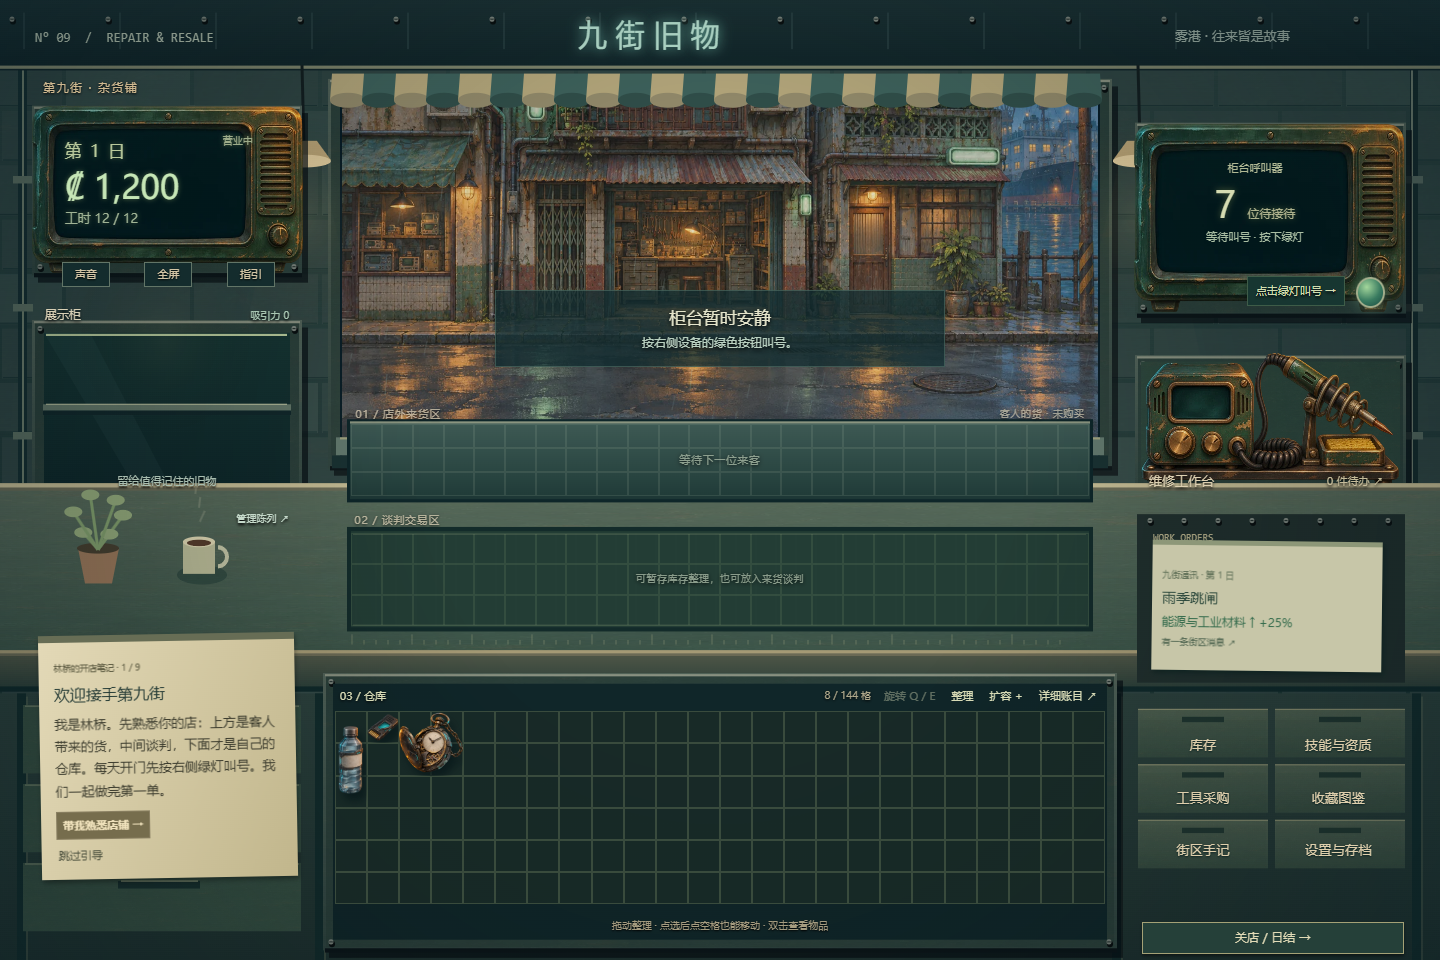 Nº 09 / REPAIR & RESALE
九街旧物
雾港 · 往来皆是故事
第九街 · 杂货铺
营业中
第 1 日
₡ 1,200
工时 12 / 12
声音
全屏
指引
展示柜
吸引力 0
留给值得记住的旧物
管理陈列 ↗
柜台暂时安静
按右侧设备的绿色按钮叫号。
01 / 店外来货区
客人的货 · 未购买
等待下一位来客
02 / 谈判交易区
可暂存库存整理，也可放入来货谈判
柜台呼叫器
7 位待接待
等待叫号 · 按下绿灯
点击绿灯叫号 →
维修工作台
0 件待办 ↗
WORK ORDERS
九街通讯 · 第 1 日
雨季跳闸
能源与工业材料 ↑ +25%
有一条街区消息 ↗
林桥的开店笔记 · 1 / 9
欢迎接手第九街
我是林桥。先熟悉你的店：上方是客人
带来的货，中间谈判，下面才是自己的
仓库。每天开门先按右侧绿灯叫号。我
们一起做完第一单。
带我熟悉店铺 →
跳过引导
03 / 仓库
8 / 144 格
旋转 Q / E
整理
扩容 +
详细账目 ↗
拖动整理 · 点选后点空格也能移动 · 双击查看物品
库存
技能与资质
工具采购
收藏图鉴
街区手记
设置与存档
关店 / 日结 →